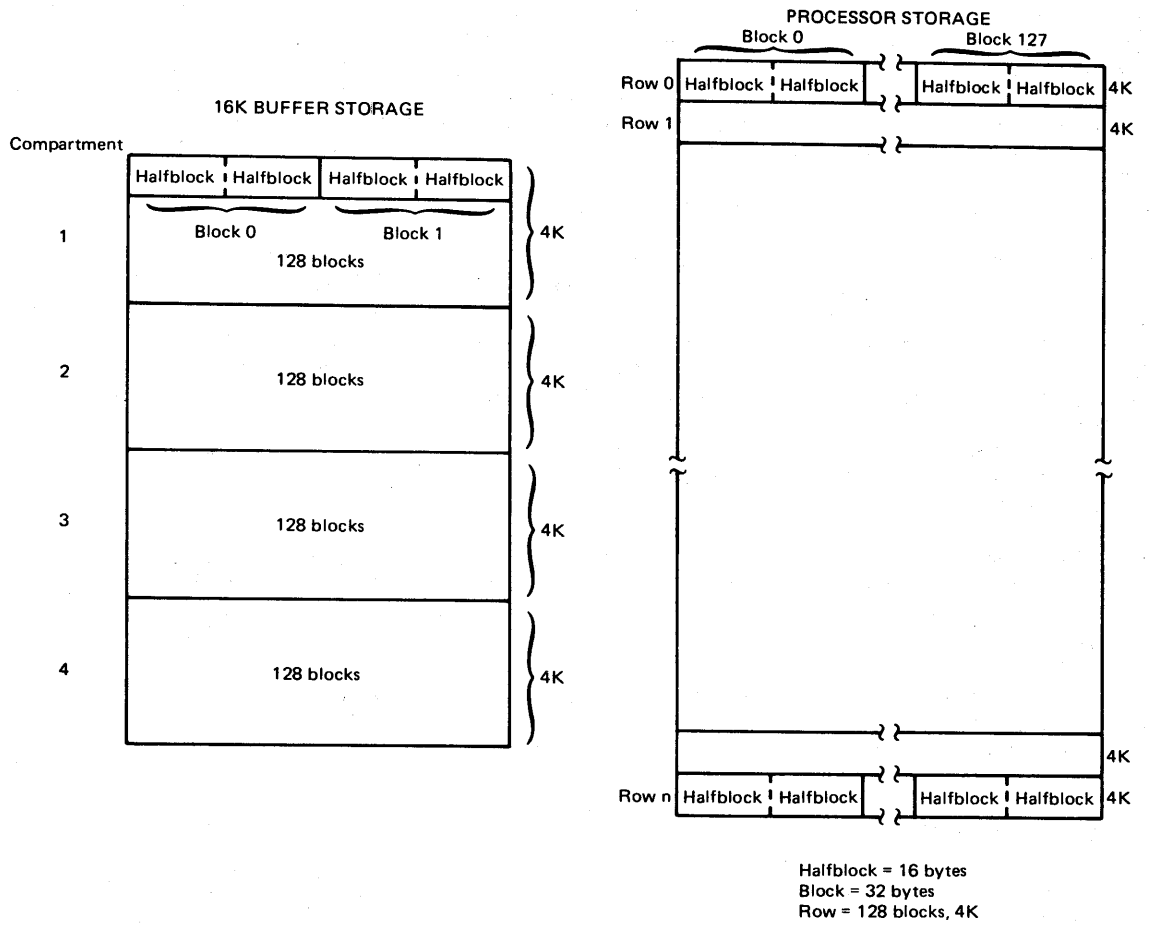 16K BUFFER STORAGE
Compartment
Halfblock Halfblock Halfblock Halfblock
Block 0 Block 1
1
128 blocks
4K
2
128 blocks
4K
3
128 blocks
4K
4
128 blocks
4K
PROCESSOR STORAGE
Block 0 Block 127
Row 0 Halfblock Halfblock Halfblock Halfblock 4K
Row 1 4K
4K
Row n Halfblock Halfblock Halfblock Halfblock 4K
Halfblock = 16 bytes
Block = 32 bytes
Row = 128 blocks, 4K